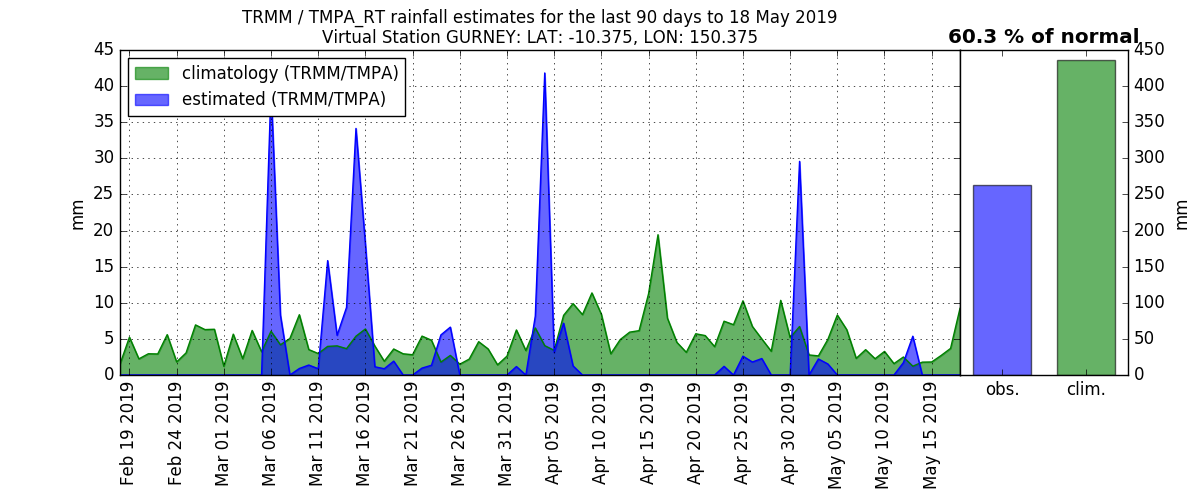 TRMM / TMPA_RT rainfall estimates for the last 90 days to 18 May 2019
Virtual Station GURNEY: LAT: -10.375, LON: 150.375
60.3 % of normal
climatology (TRMM/TMPA)
estimated (TRMM/TMPA)
mm
45
40
35
30
25
20
15
10
5
0
Feb 19 2019
Feb 24 2019
Mar 01 2019
Mar 06 2019
Mar 11 2019
Mar 16 2019
Mar 21 2019
Mar 26 2019
Mar 31 2019
Apr 05 2019
Apr 10 2019
Apr 15 2019
Apr 20 2019
Apr 25 2019
Apr 30 2019
May 05 2019
May 10 2019
May 15 2019
450
400
350
300
250
200
150
100
50
0
mm
obs.
clim.